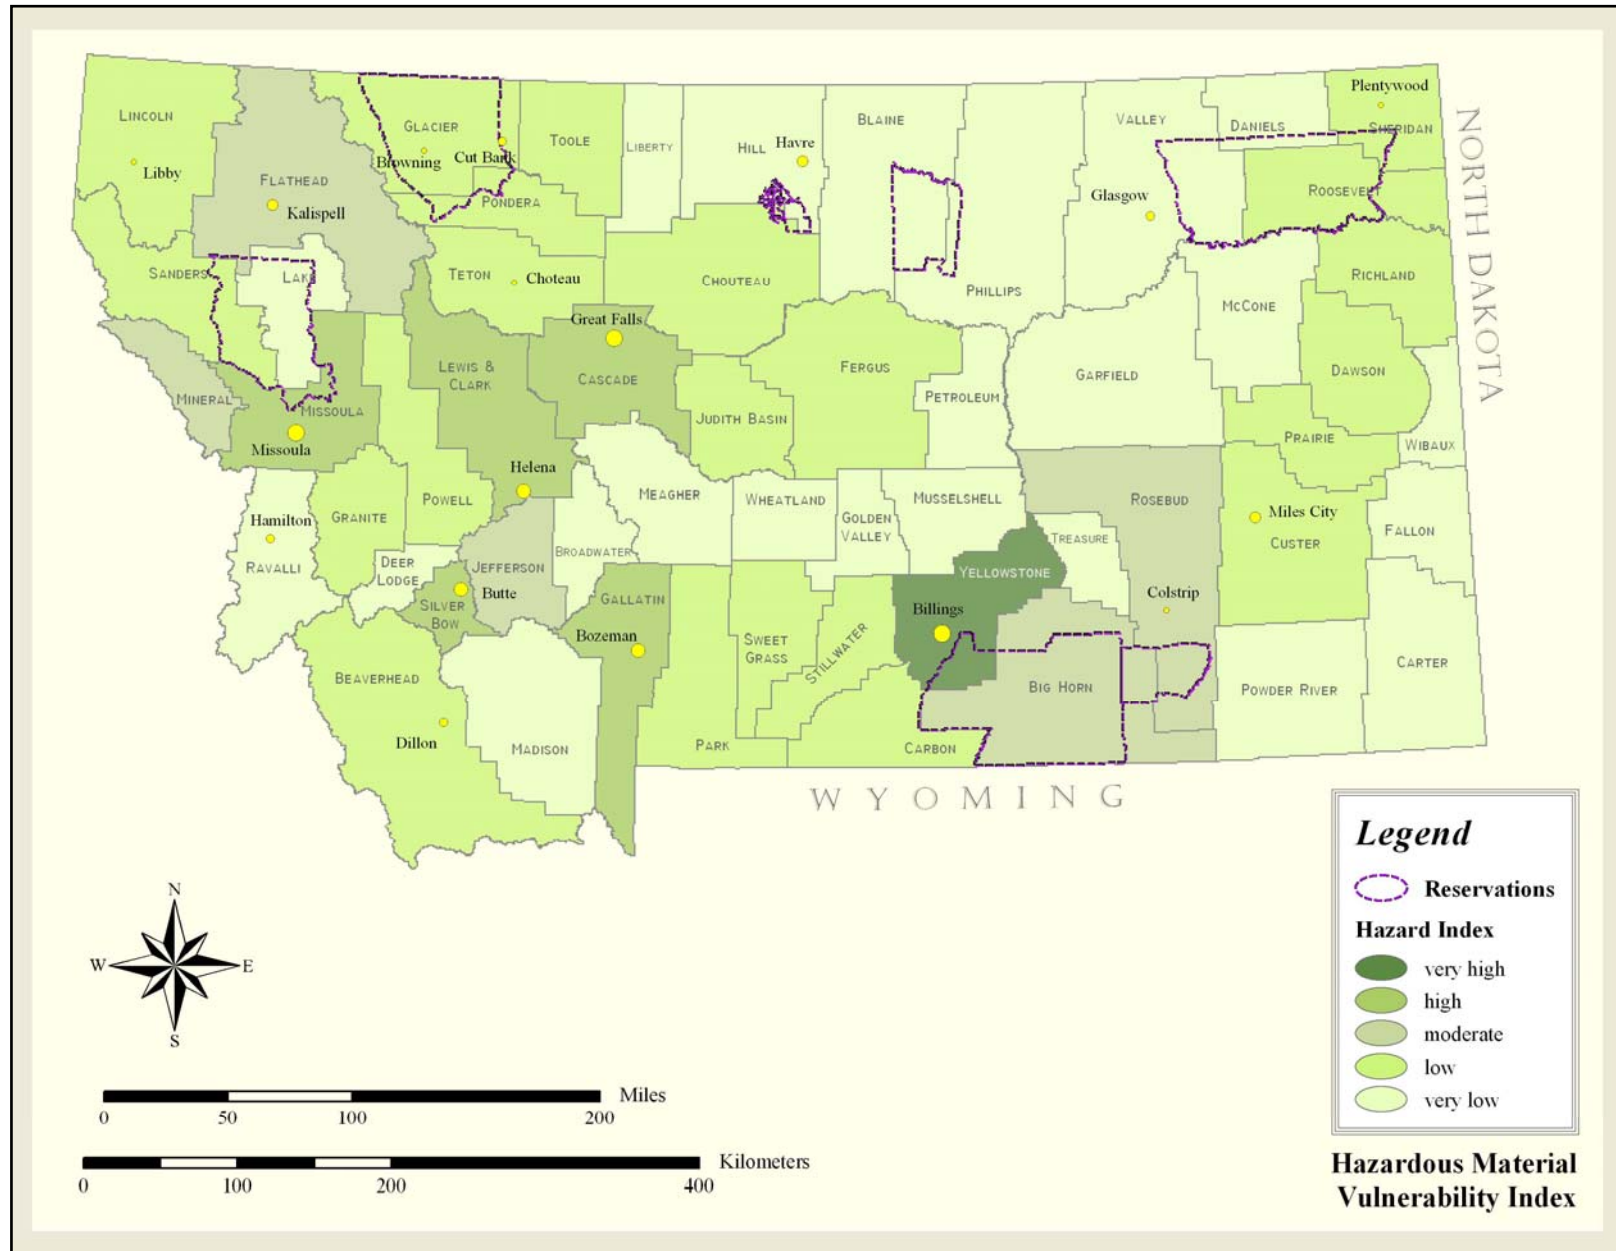 Plentywood
LINCOLN
GLACIER
TOOLE
LIBERTY
HILL
Havre
BLAINE
VALLEY
DANIELS
SHERIDAN
NORTH DAKOTA
Browning
Cut Bank
Libby
FLATHEAD
Kalispell
PONDERA
Glasgow
ROOSEVELT
SANDERS
LAKE
TETON
Choteau
CHOUTEAU
PHILLIPS
McCONE
RICHLAND
Great Falls
LEWIS &
CLARK
CASCADE
FERGUS
GARFIELD
DAWSON
MINERAL
MISSOULA
Missoula
JUDITH BASIN
PETROLEUM
PRAIRIE
WIBAUX
Helena
POWELL
MEAGHER
WHEATLAND
GOLDEN
VALLEY
MUSSELSHELL
ROSEBUD
Miles City
CUSTER
FALLON
Hamilton
RAVALLI
GRANITE
DEER
LODGE
JEFFERSON
BROADWATER
TREASURE
YELLOWSTONE
SILVER
BOW
Butte
GALLATIN
Bozeman
SWEET
GRASS
STILLWATER
Billings
Colstrip
BEAVERHEAD
Dillon
MADISON
PARK
CARBON
BIG HORN
POWDER RIVER
CARTER
WYOMING
Legend
Reservations
Hazard Index
very high
high
moderate
low
very low
N
W
E
S
Miles
0 50 100 200
Kilometers
0 100 200 400
Hazardous Material
Vulnerability Index